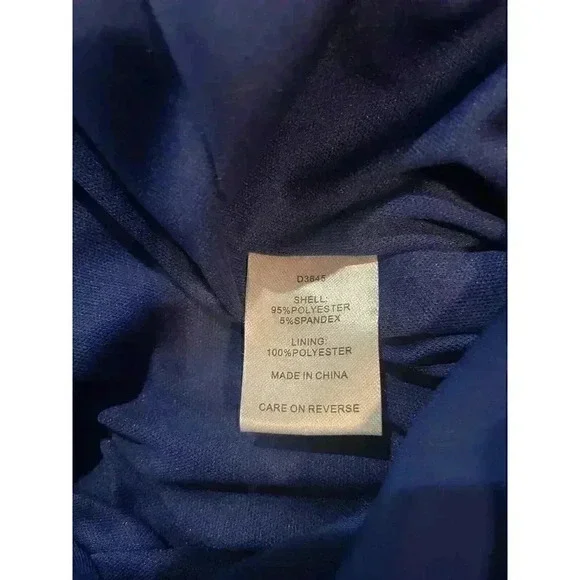 D3845
SHELL:
95%POLYESTER
5%SPANDEX
LINING:
100%POLYESTER
MADE IN CHINA
CARE ON REVERSE